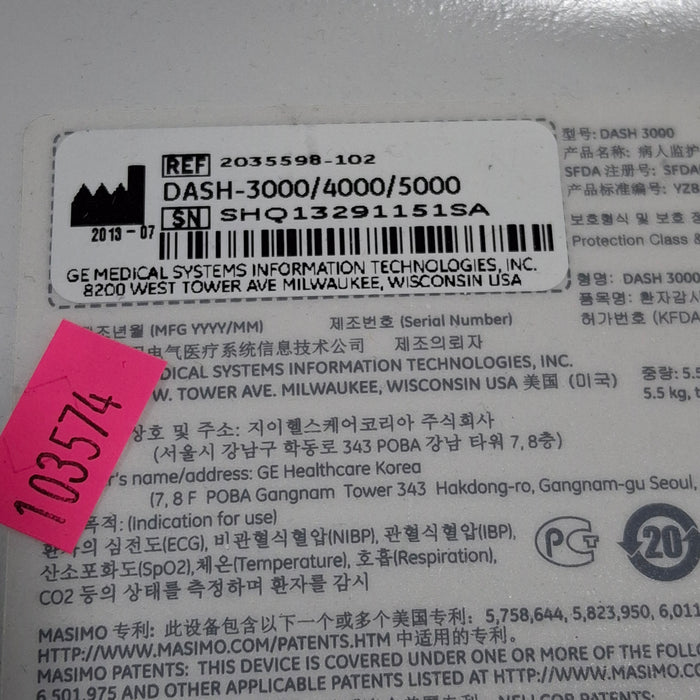 REF 2035598-102
DASH-3000/4000/5000
SN SHQ13291151SA
2013-07
GE MEDICAL SYSTEMS INFORMATION TECHNOLOGIES, INC.
8200 WEST TOWER AVE MILWAUKEE, WISCONSIN USA
型号: DASH 3000
产品名称: 病人监护
SFDA 注册号: SFDA
产品标准编号: YZB
보호형식 및 보호
Protection Class &
형명: DASH 3000
품목명: 환자감시
허가번호 (KFDA
제조년월 (MFG YYYY/MM) 제조번호 (Serial Number)
电气医疗系统信息技术公司 제조의뢰자
DICAL SYSTEMS INFORMATION TECHNOLOGIES, INC.
W. TOWER AVE. MILWAUKEE, WISCONSIN USA 美国 (미국)
중량: 5.5
5.5 kg, t
103574
상호 및 주소: 지이헬스케어코리아 주식회사
(서울시 강남구 학동로 343 POBA 강남 타워 7, 8층)
r's name/address: GE Healthcare Korea
(7, 8 F POBA Gangnam Tower 343 Hakdong-ro, Gangnam-gu Seoul,
목적: (Indication for use)
환자의 심전도(ECG), 비관혈식혈압(NIBP), 관혈식혈압(IBP),
산소포화도(SpO2), 체온(Temperature), 호흡(Respiration),
CO2 등의 상태를 측정하며 환자를 감시
20
MASIMO 专利: 此设备包含以下一个或多个美国专利: 5,758,644, 5,823,950, 6,011
HTTP://WWW.MASIMO.COM/PATENTS.HTM 中适用的专利.
MASIMO PATENTS: THIS DEVICE IS COVERED UNDER ONE OR MORE OF THE FOLLO
6,501,975 AND OTHER APPLICABLE PATENTS LISTED AT HTTP://WWW.MASIMO.